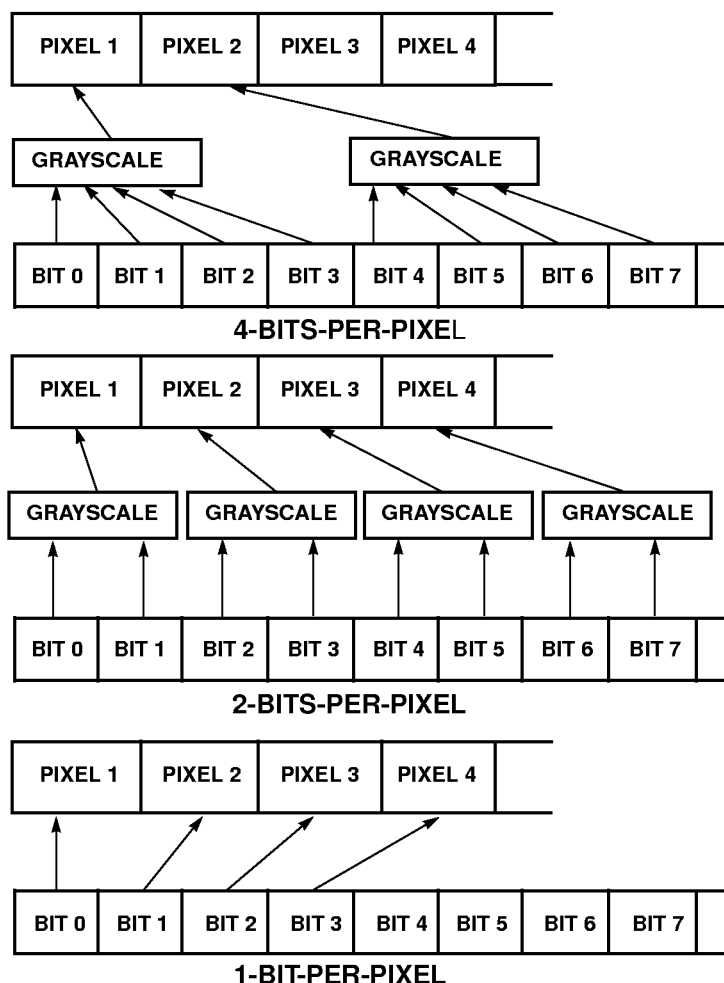 PIXEL 1 PIXEL 2 PIXEL 3 PIXEL 4
GRAYSCALE GRAYSCALE
BIT 0 BIT 1 BIT 2 BIT 3 BIT 4 BIT 5 BIT 6 BIT 7
4-BITS-PER-PIXEL
PIXEL 1 PIXEL 2 PIXEL 3 PIXEL 4
GRAYSCALE GRAYSCALE GRAYSCALE GRAYSCALE
BIT 0 BIT 1 BIT 2 BIT 3 BIT 4 BIT 5 BIT 6 BIT 7
2-BITS-PER-PIXEL
PIXEL 1 PIXEL 2 PIXEL 3 PIXEL 4
BIT 0 BIT 1 BIT 2 BIT 3 BIT 4 BIT 5 BIT 6 BIT 7
1-BIT-PER-PIXEL